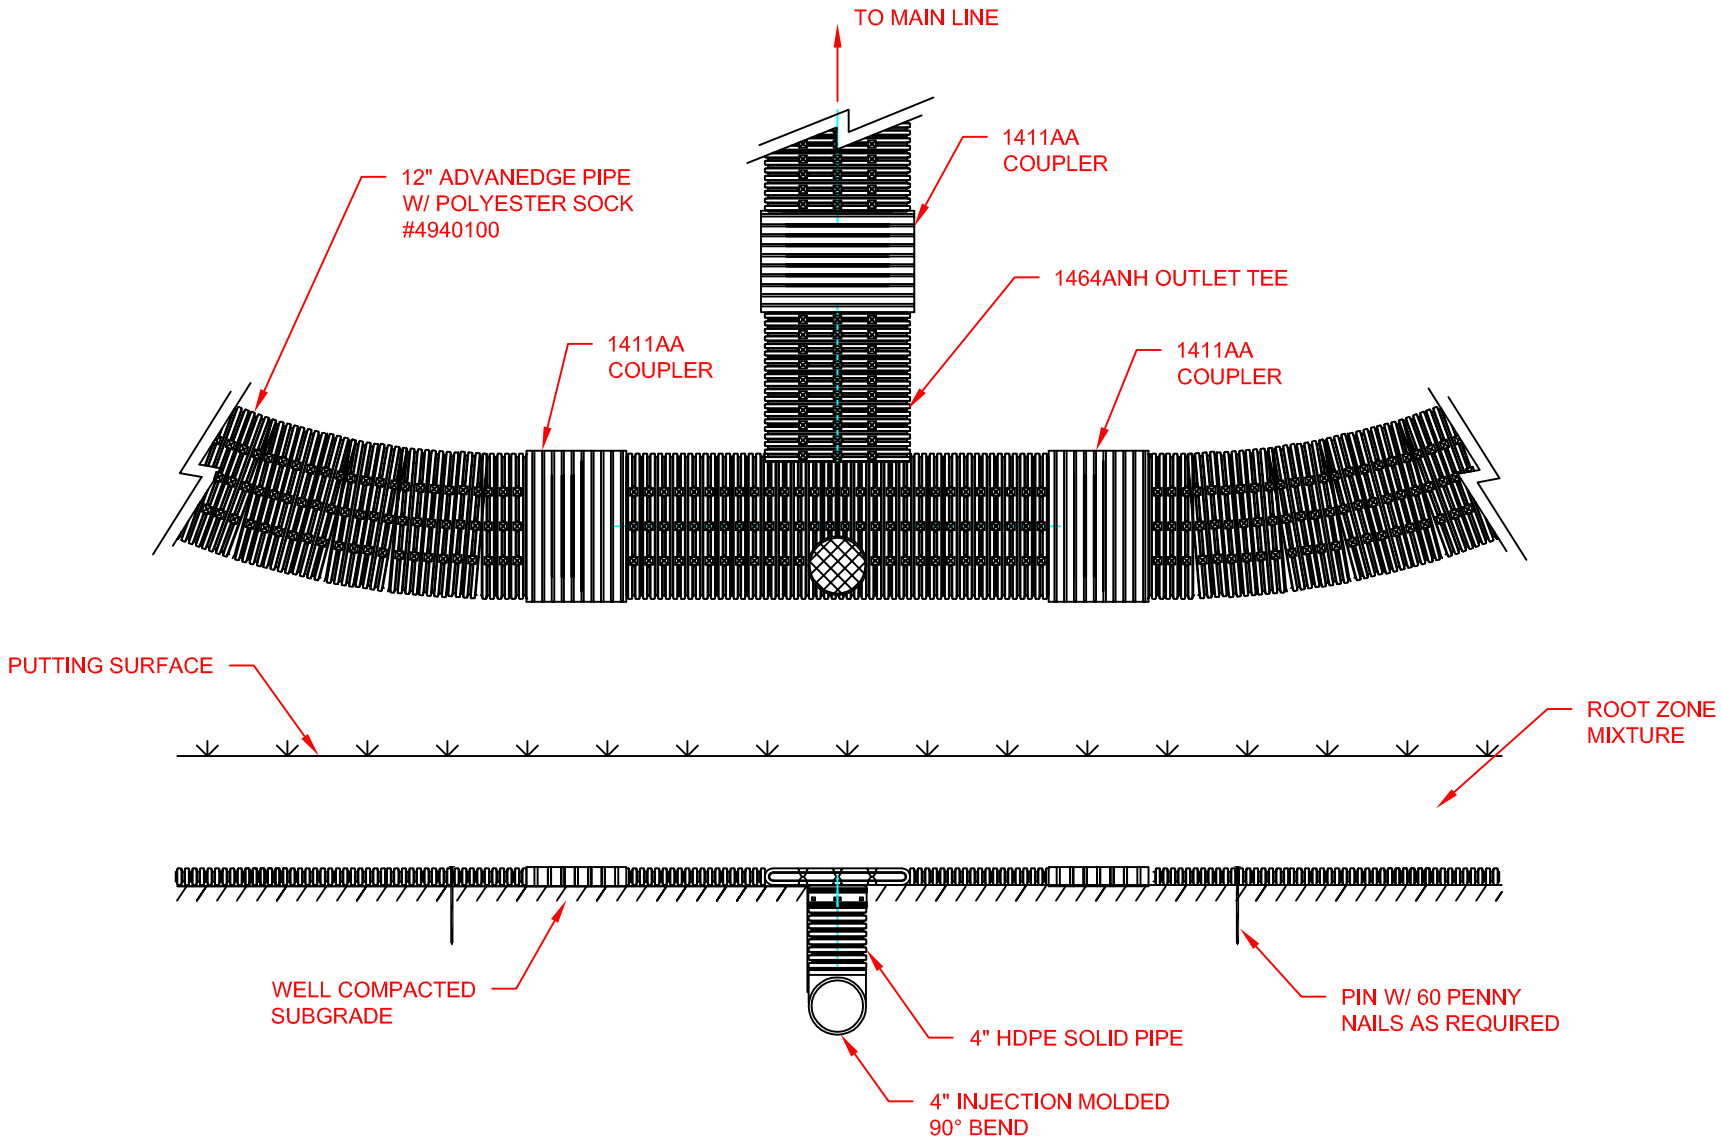 TO MAIN LINE
1411AA
COUPLER
12" ADVANEDGE PIPE
W/ POLYESTER SOCK
#4940100
1464ANH OUTLET TEE
1411AA
COUPLER
1411AA
COUPLER
PUTTING SURFACE
ROOT ZONE
MIXTURE
WELL COMPACTED
SUBGRADE
PIN W/ 60 PENNY
NAILS AS REQUIRED
4" HDPE SOLID PIPE
4" INJECTION MOLDED
90° BEND